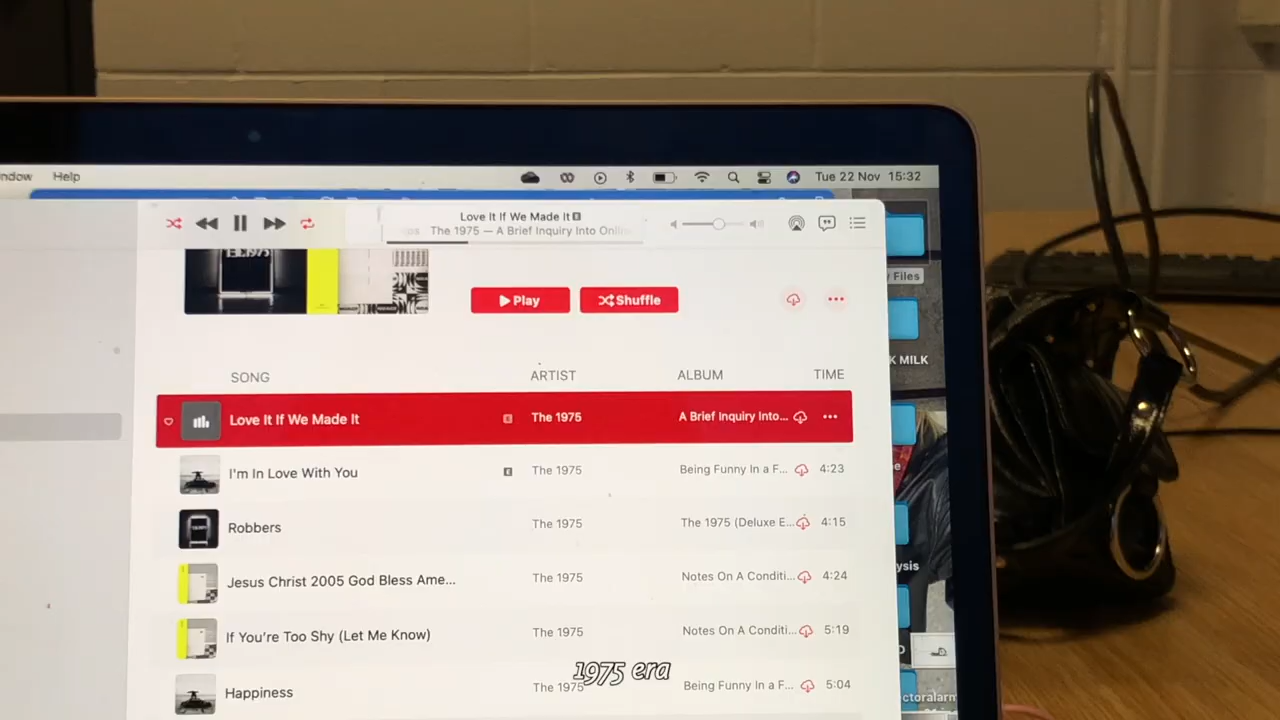 Help
Tue 22 Nov 15:32
Love It If We Made It E
The 1975 — A Brief Inquiry Into Onlin
THE 1975
Play
Shuffle
Files
K MILK
SONG ARTIST ALBUM TIME
Love It If We Made It E The 1975 A Brief Inquiry Into...
I'm In Love With You E The 1975 Being Funny In a F... 4:23
Robbers The 1975 The 1975 (Deluxe E... 4:15
Jesus Christ 2005 God Bless Ame... The 1975 Notes On A Conditi... 4:24
If You're Too Shy (Let Me Know) The 1975 Notes On A Conditi... 5:19
Happiness The 1975 Being Funny In a F... 5:04
1975 era